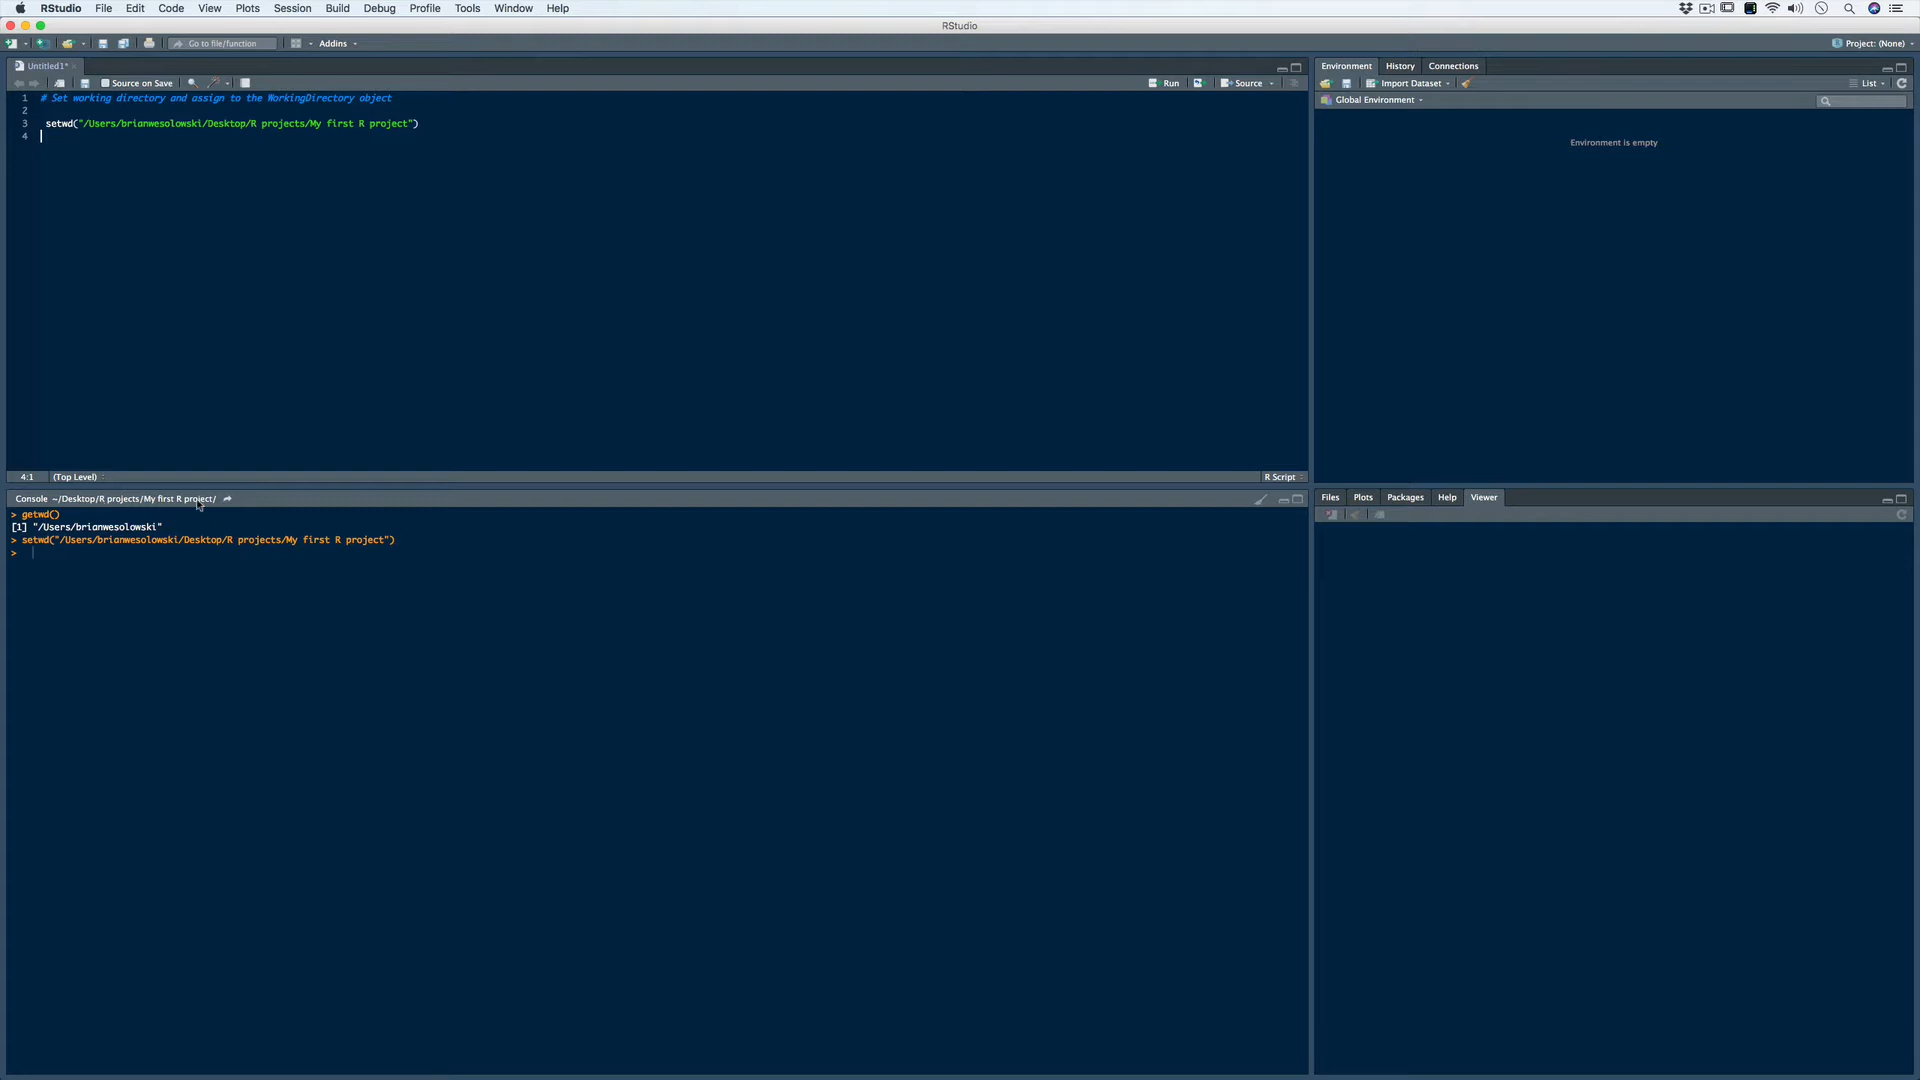 RStudio File Edit Code View Plots Session Build Debug Profile Tools Window Help
RStudio
Go to file/function Addins Project: (None)
Untitled1*
Source on Save Run Source
1 # Set working directory and assign to the WorkingDirectory object
2
3 setwd("/Users/brianwesolowski/Desktop/R projects/My first R project")
4
4:1 (Top Level) R Script
Console ~/Desktop/R projects/My first R project/
> getwd()
[1] "/Users/brianwesolowski"
> setwd("/Users/brianwesolowski/Desktop/R projects/My first R project")
>
Environment History Connections
Import Dataset List
Global Environment
Environment is empty
Files Plots Packages Help Viewer